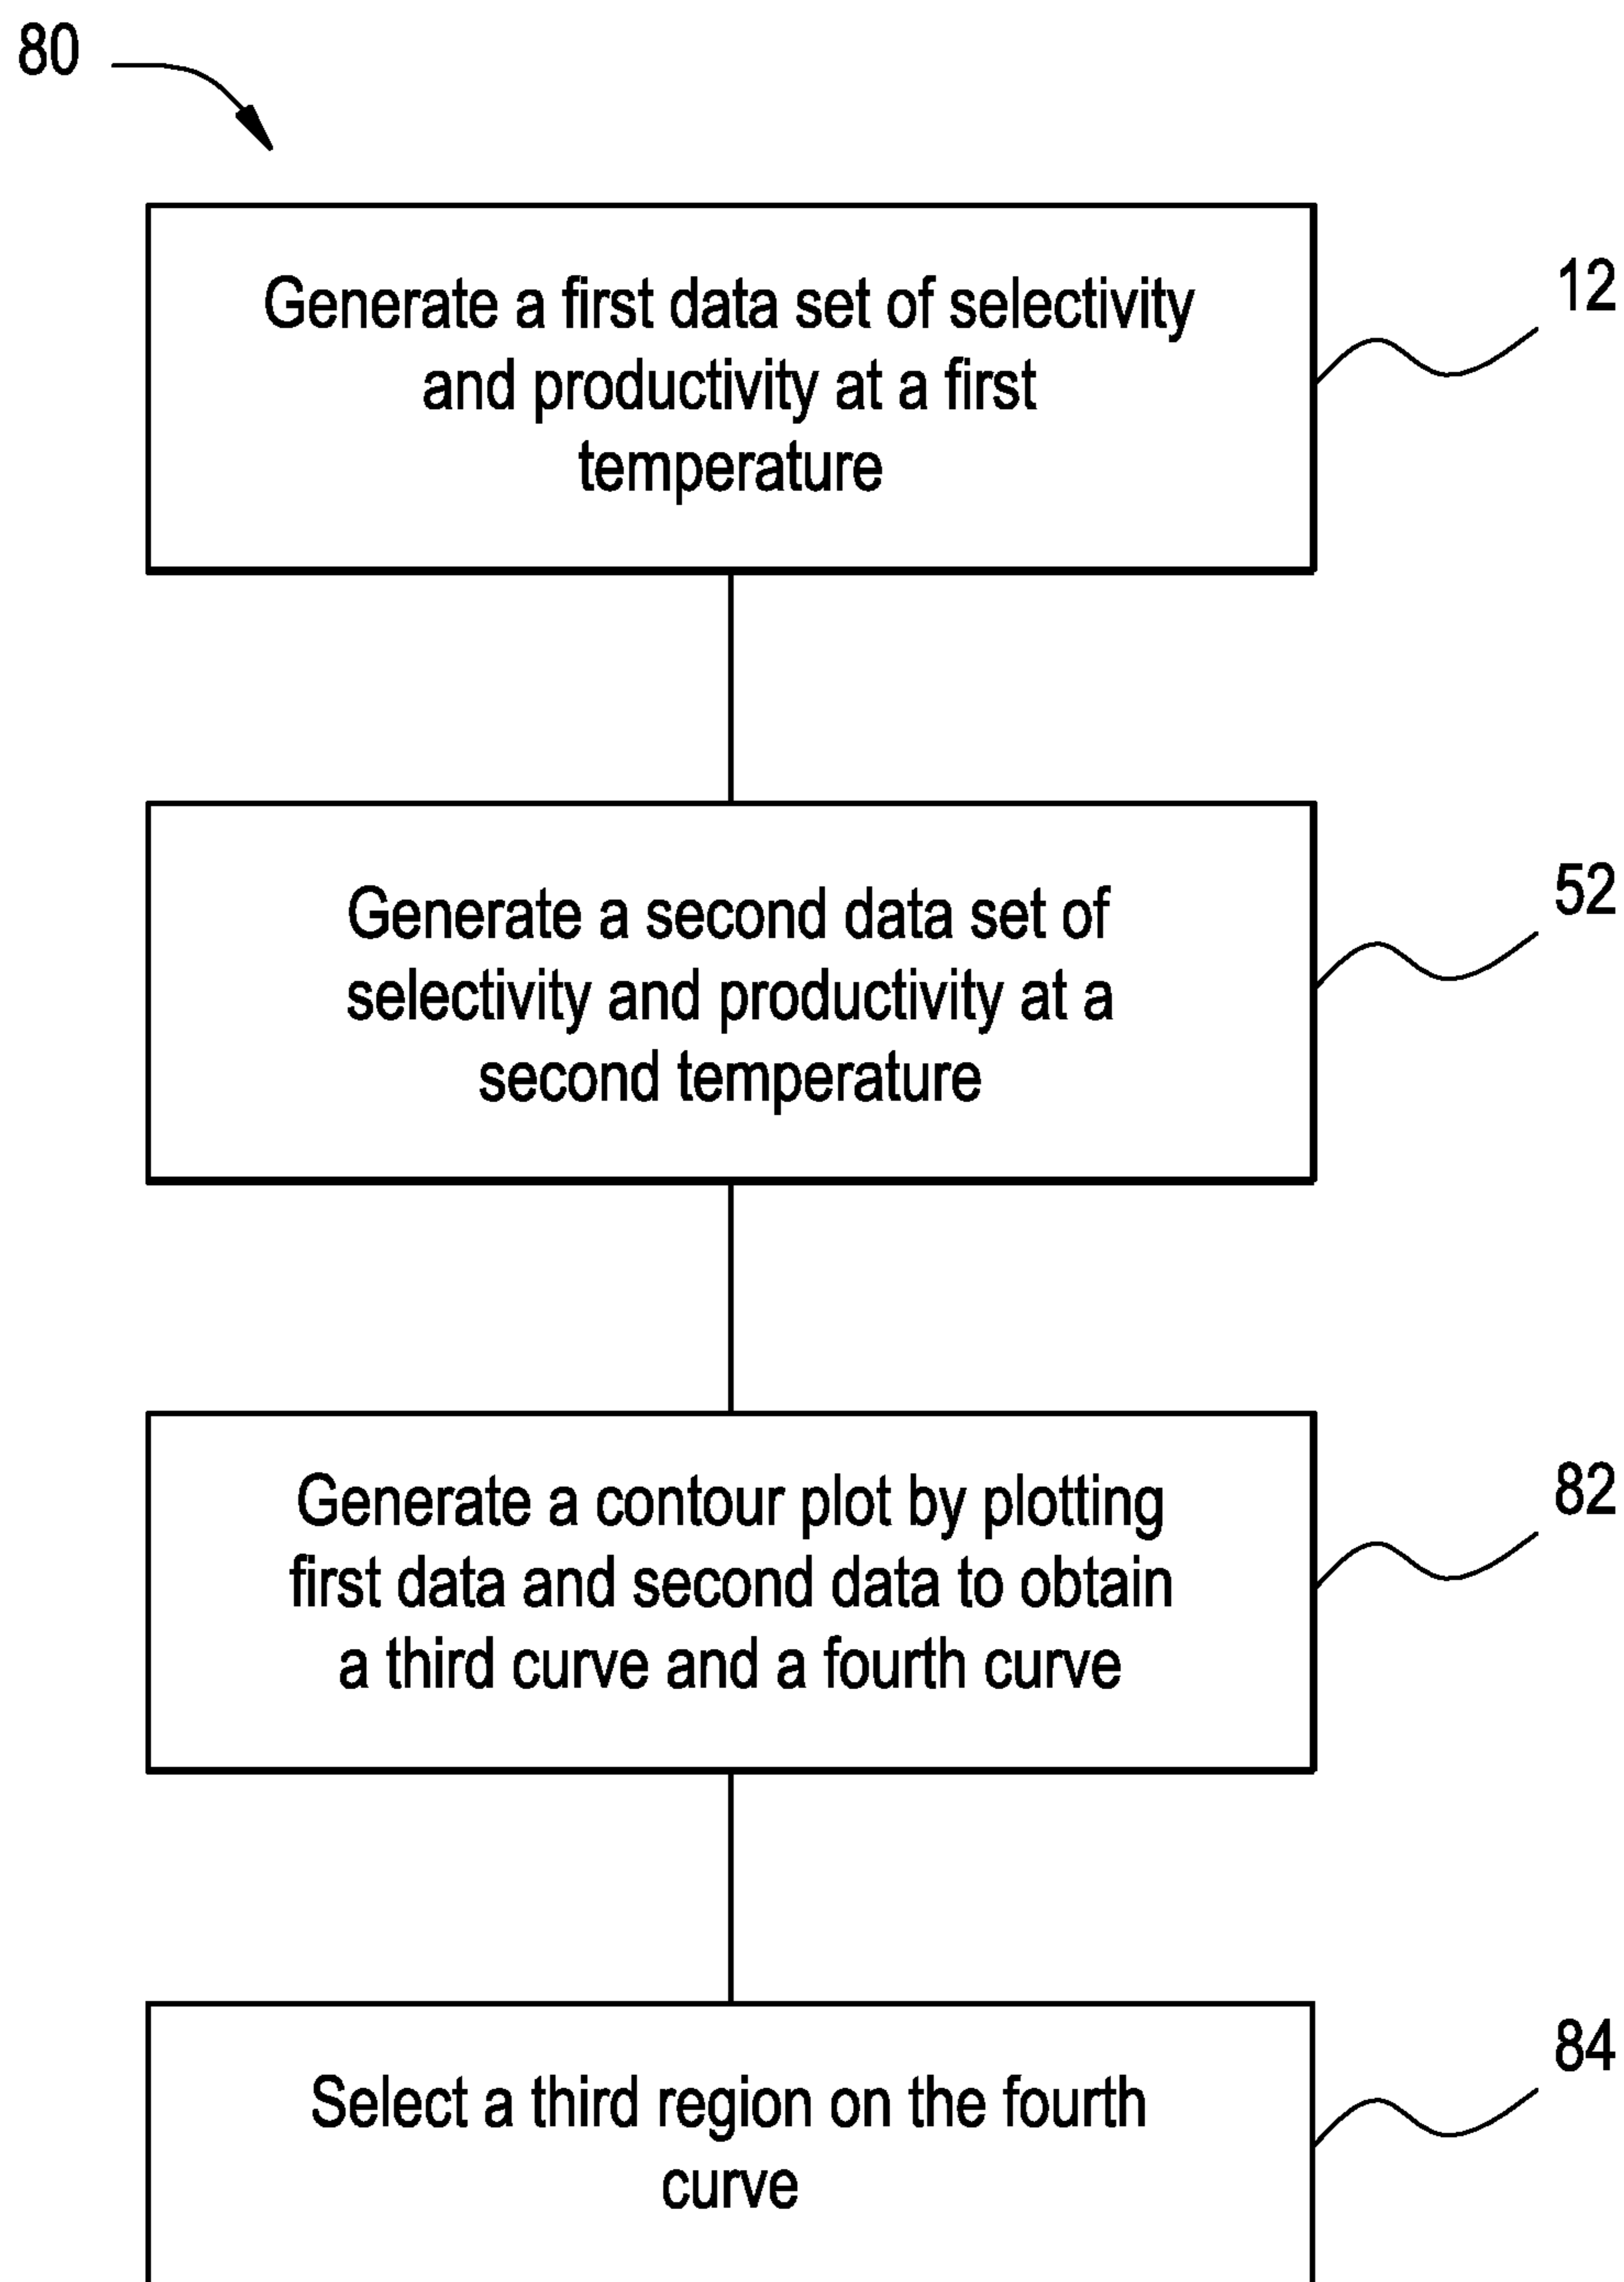 80
Generate a first data set of selectivity
and productivity at a first
temperature
12
Generate a second data set of
selectivity and productivity at a
second temperature
52
Generate a contour plot by plotting
first data and second data to obtain
a third curve and a fourth curve
82
Select a third region on the fourth
curve
84